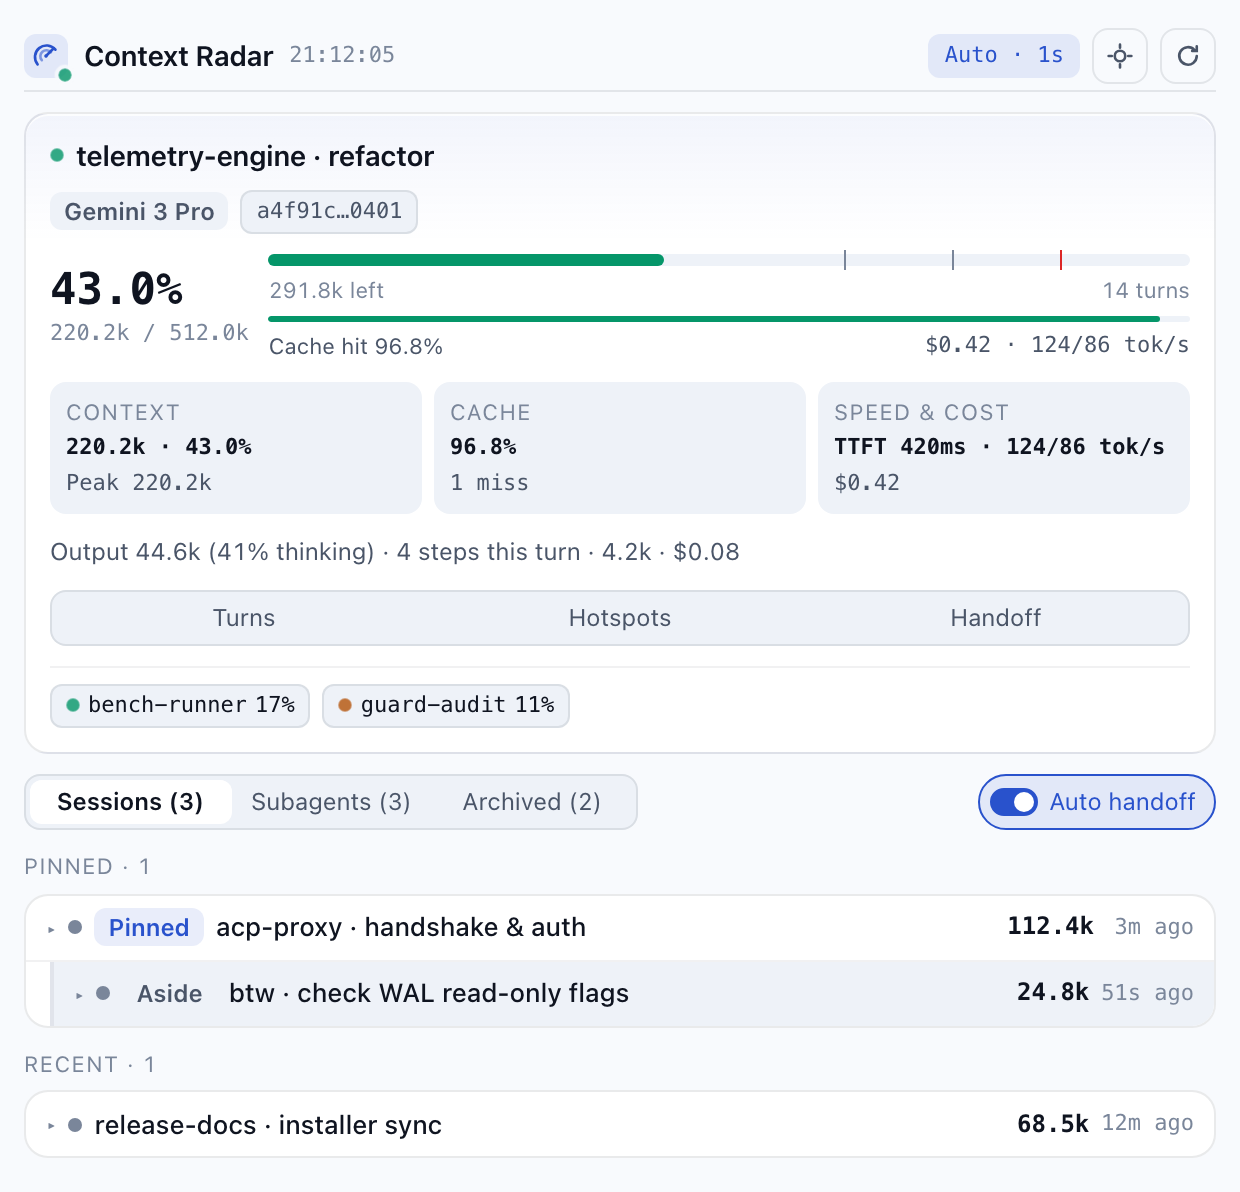 Context Radar 21:12:05 Auto · 1s
telemetry-engine · refactor
Gemini 3 Pro a4f91c…0401
43.0%
220.2k / 512.0k
291.8k left 14 turns
Cache hit 96.8% $0.42 · 124/86 tok/s
CONTEXT
220.2k · 43.0%
Peak 220.2k
CACHE
96.8%
1 miss
SPEED & COST
TTFT 420ms · 124/86 tok/s
$0.42
Output 44.6k (41% thinking) · 4 steps this turn · 4.2k · $0.08
Turns Hotspots Handoff
bench-runner 17% guard-audit 11%
Sessions (3) Subagents (3) Archived (2) Auto handoff
PINNED · 1
Pinned acp-proxy · handshake & auth 112.4k 3m ago
Aside btw · check WAL read-only flags 24.8k 51s ago
RECENT · 1
release-docs · installer sync 68.5k 12m ago